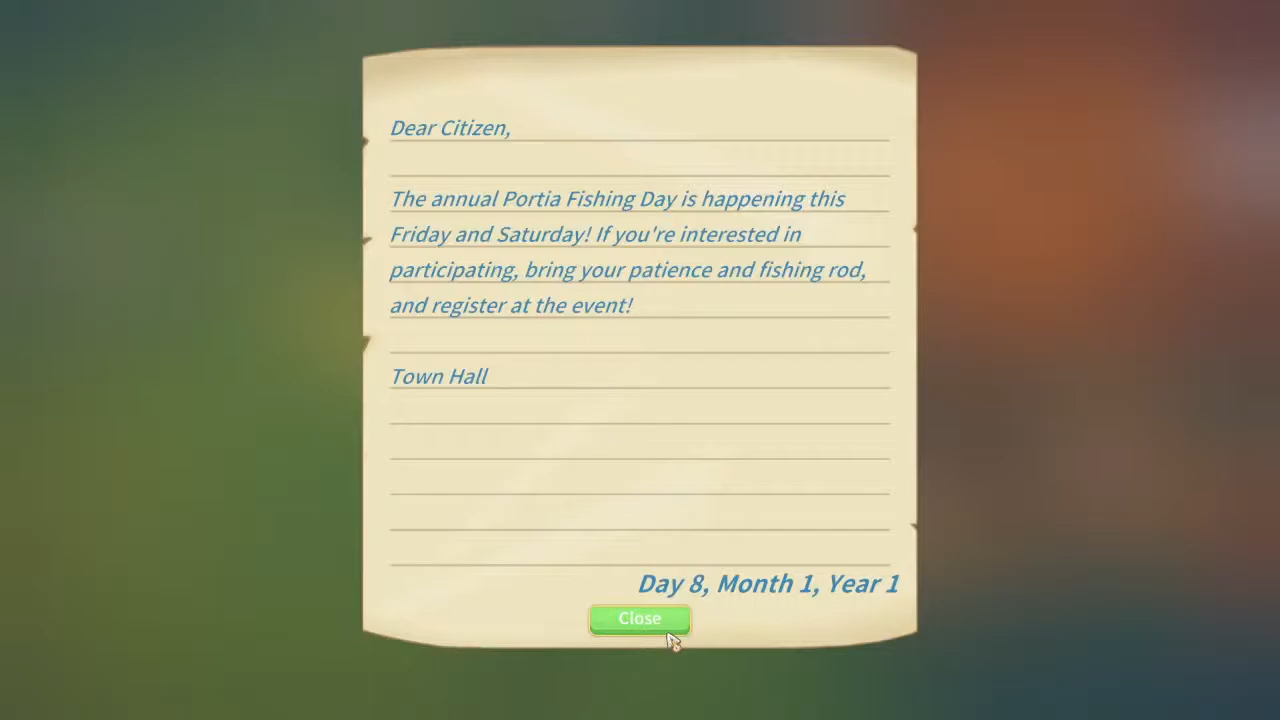 Dear Citizen,
The annual Portia Fishing Day is happening this
Friday and Saturday! If you're interested in
participating, bring your patience and fishing rod,
and register at the event!
Town Hall
Day 8, Month 1, Year 1
Close